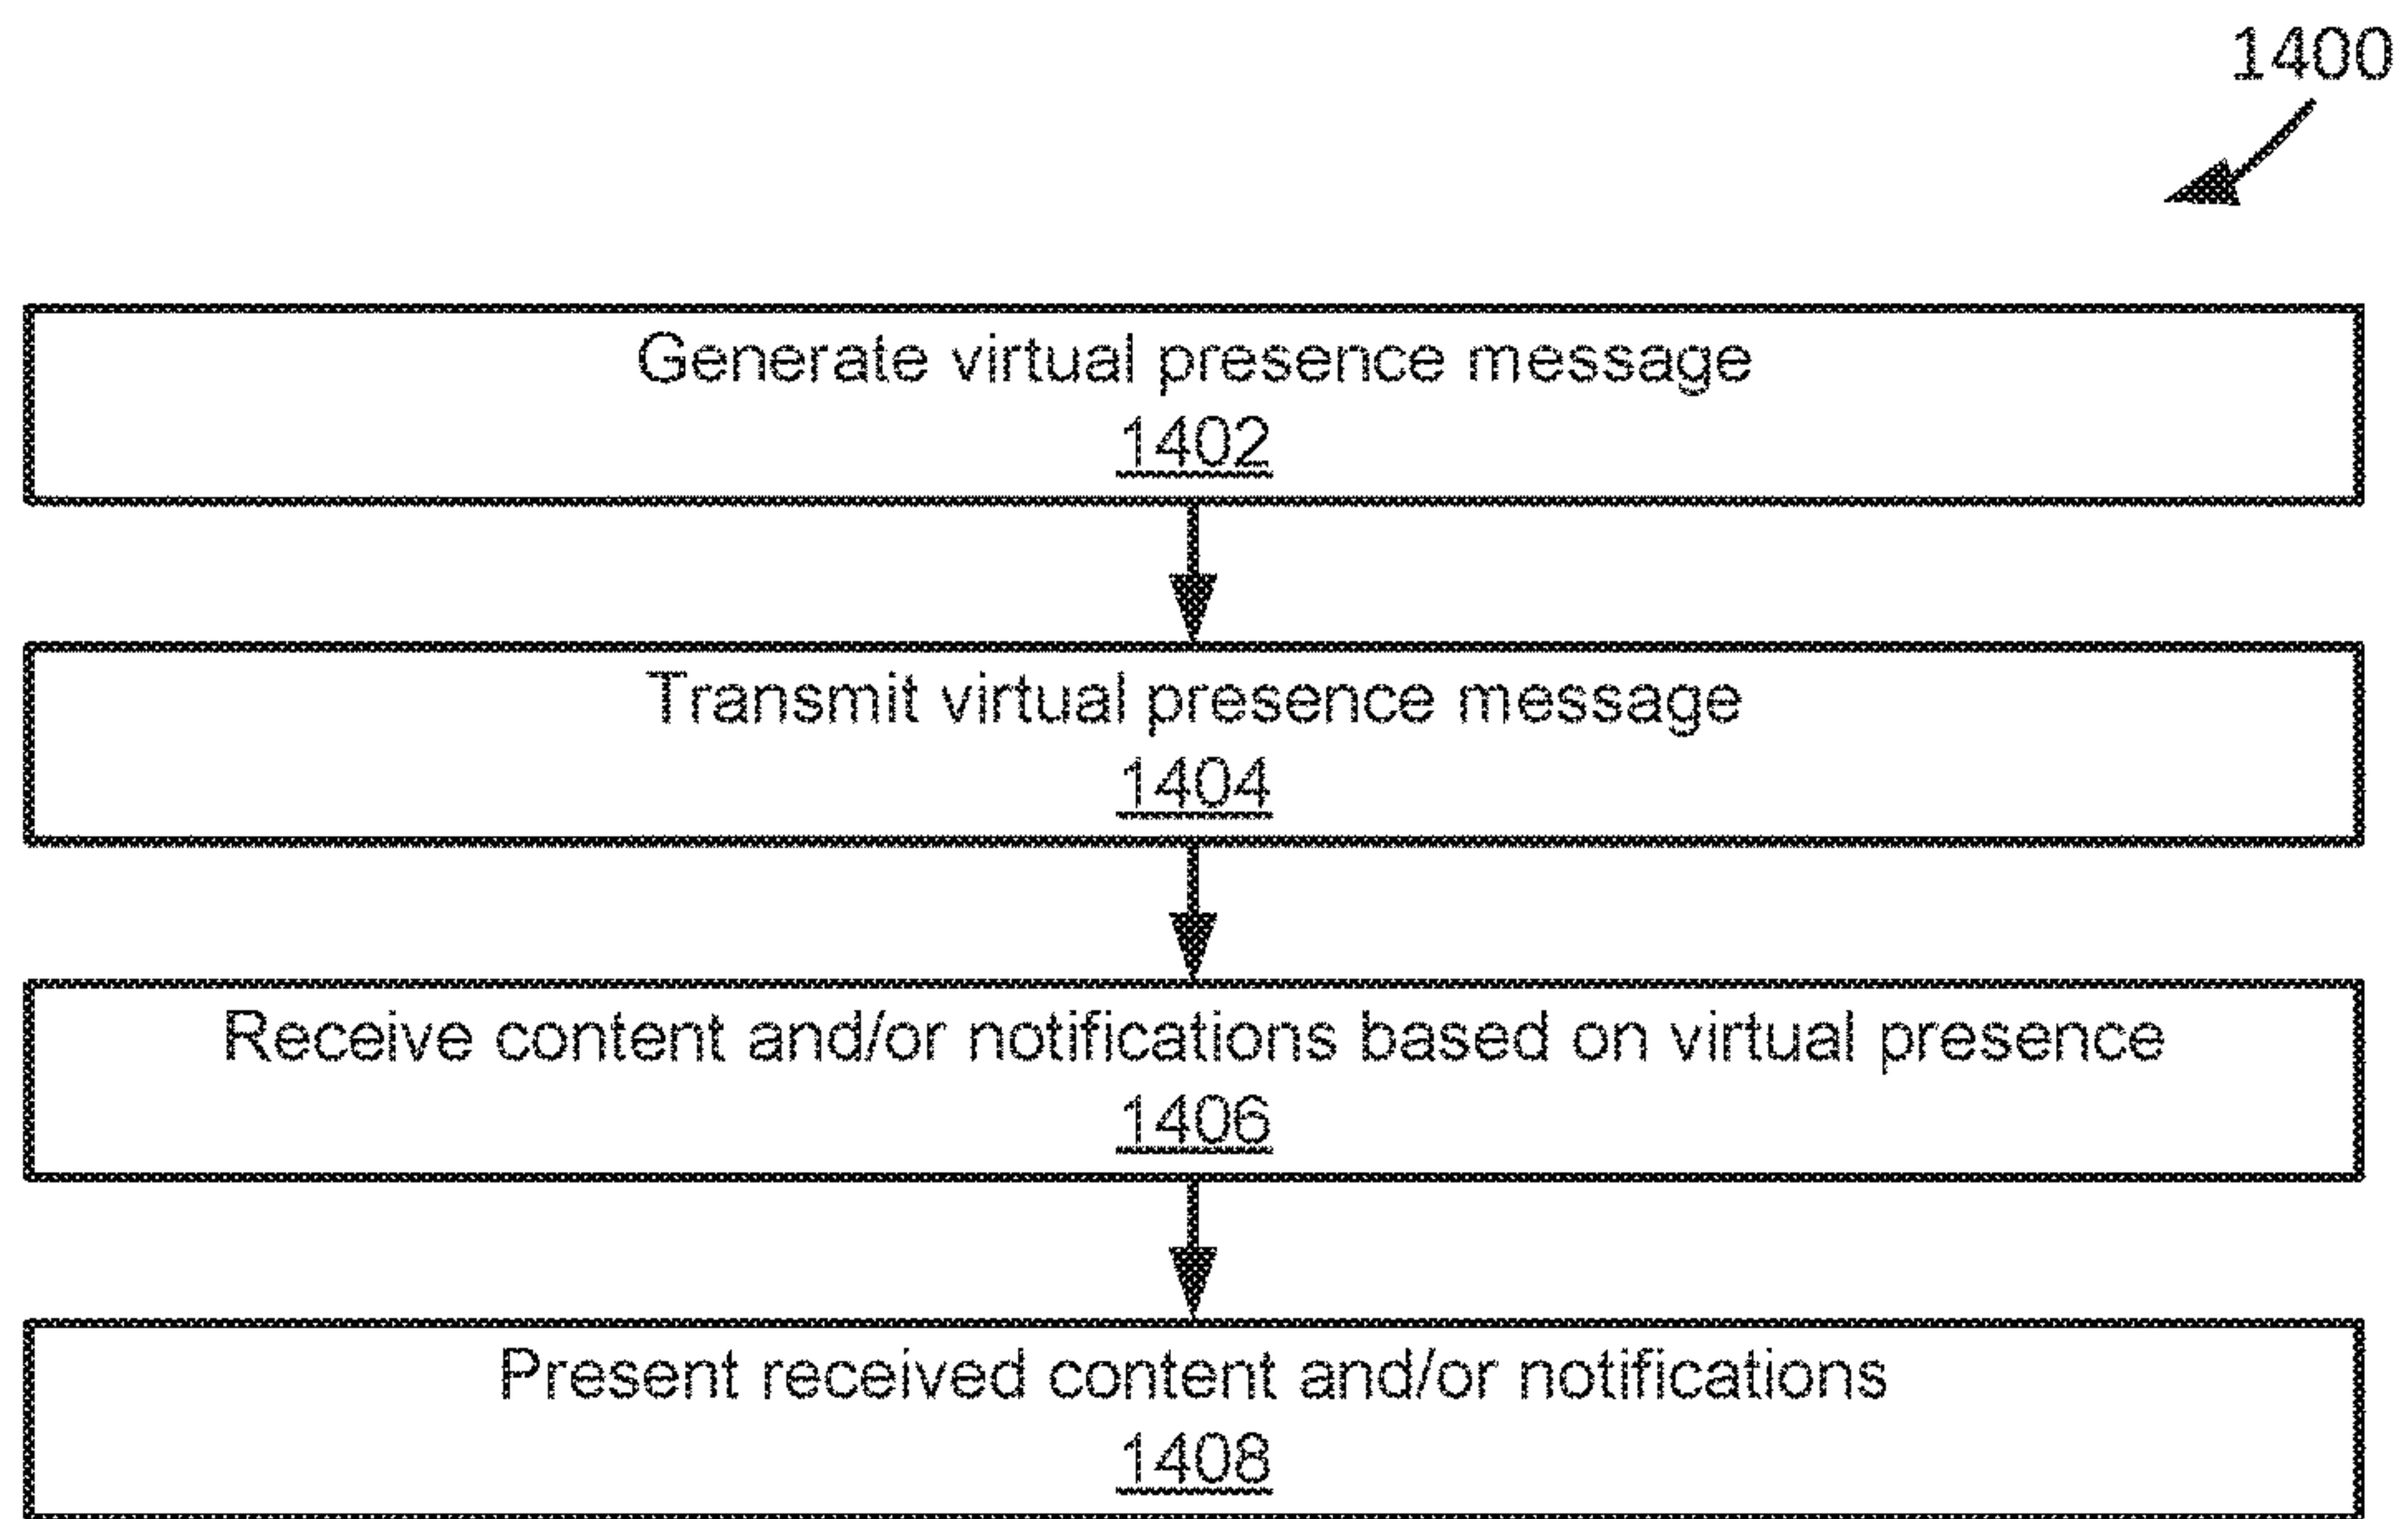 1400
Generate virtual presence message
1402
Transmit virtual presence message
1404
Receive content and/or notifications based on virtual presence
1406
Present received content and/or notifications
1408